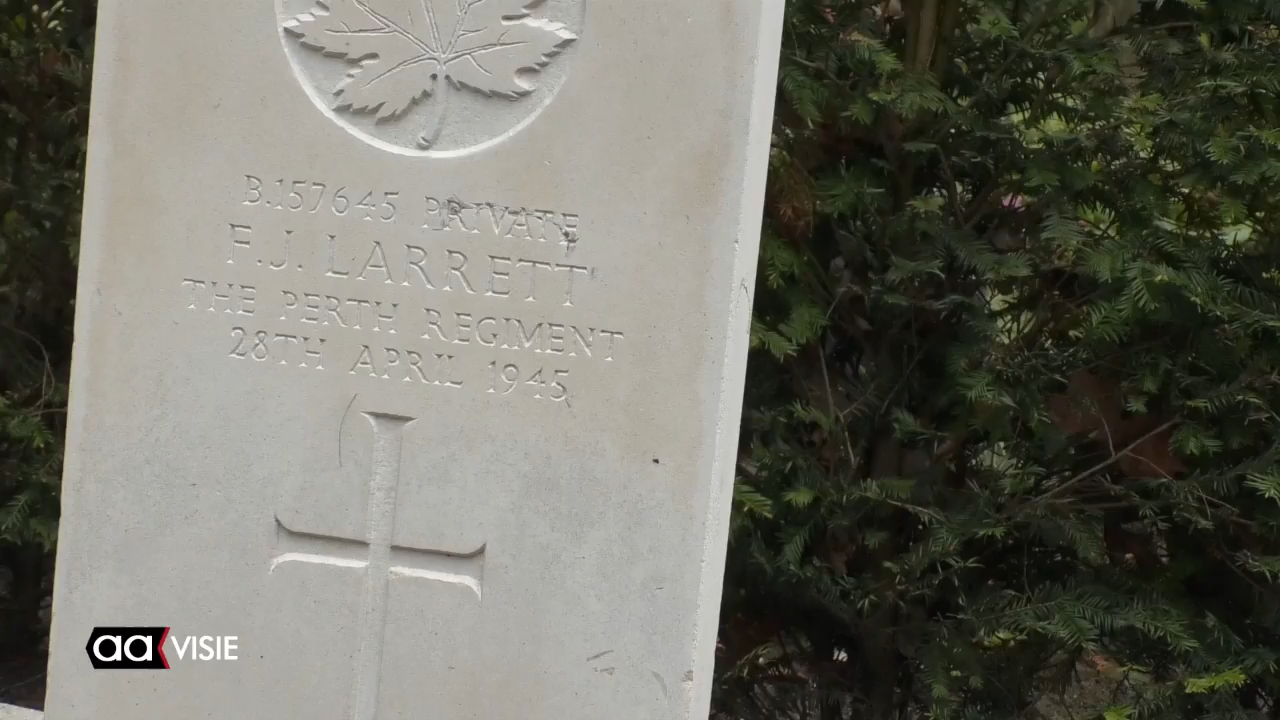 B.157645 PRIVATE
F.J. LARRETT
THE PERTH REGIMENT
28TH APRIL 1945
aa VISIE